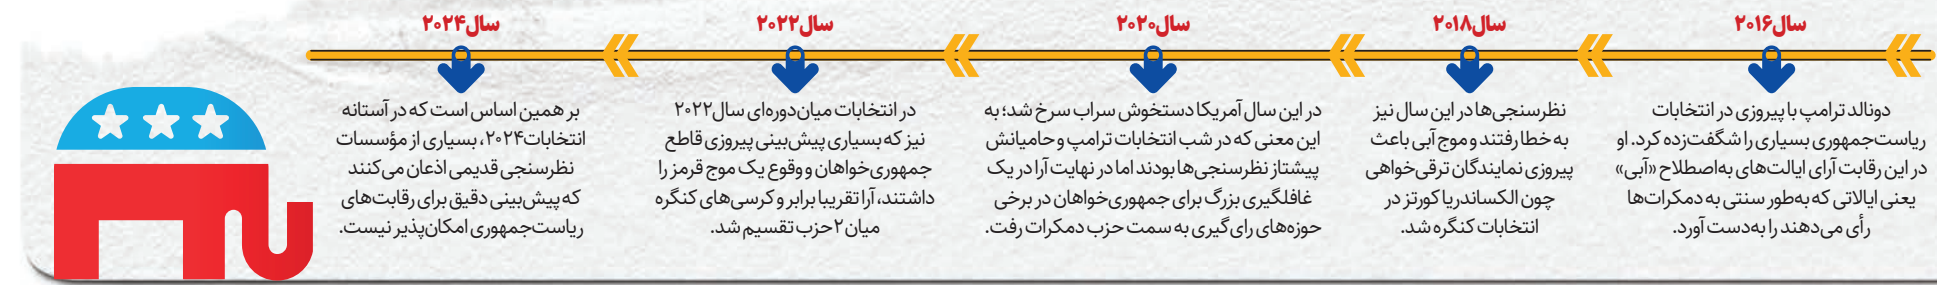 سال۲۰۱۶
دونالد ترامپ با پیروزی در انتخابات
ریاست‌جمهوری بسیاری را شگفت‌زده کرد. او
در این رقابت آرای ایالت‌های به‌اصطلاح «آبی»
یعنی ایالاتی که به‌طور سنتی به دمکرات‌ها
رأی می‌دهند را به‌دست آورد.
سال۲۰۱۸
نظرسنجی‌ها در این سال نیز
به خطا رفتند و موج آبی باعث
پیروزی نمایندگان ترقی‌خواهی
چون الکساندریا کورتز در
انتخابات کنگره شد.
سال۲۰۲۰
در این سال آمریکا دستخوش سراب سرخ شد؛ به
این معنی که در شب انتخابات ترامپ و حامیانش
پیشتاز نظرسنجی‌ها بودند اما در نهایت آرا در یک
غافلگیری بزرگ برای جمهوری‌خواهان در برخی
حوزه‌های رای‌گیری به سمت حزب دمکرات رفت.
سال۲۰۲۲
در انتخابات میان‌دوره‌ای سال۲۰۲۲
نیز که بسیاری پیش‌بینی پیروزی قاطع
جمهوری‌خواهان و وقوع یک موج قرمز را
داشتند، آرا تقریبا برابر و کرسی‌های کنگره
میان ۲حزب تقسیم شد.
سال۲۰۲۴
بر همین اساس است که در آستانه
انتخابات۲۰۲۴، بسیاری از مؤسسات
نظرسنجی قدیمی اذعان می‌کنند
که پیش‌بینی دقیق برای رقابت‌های
ریاست‌جمهوری امکان‌پذیر نیست.